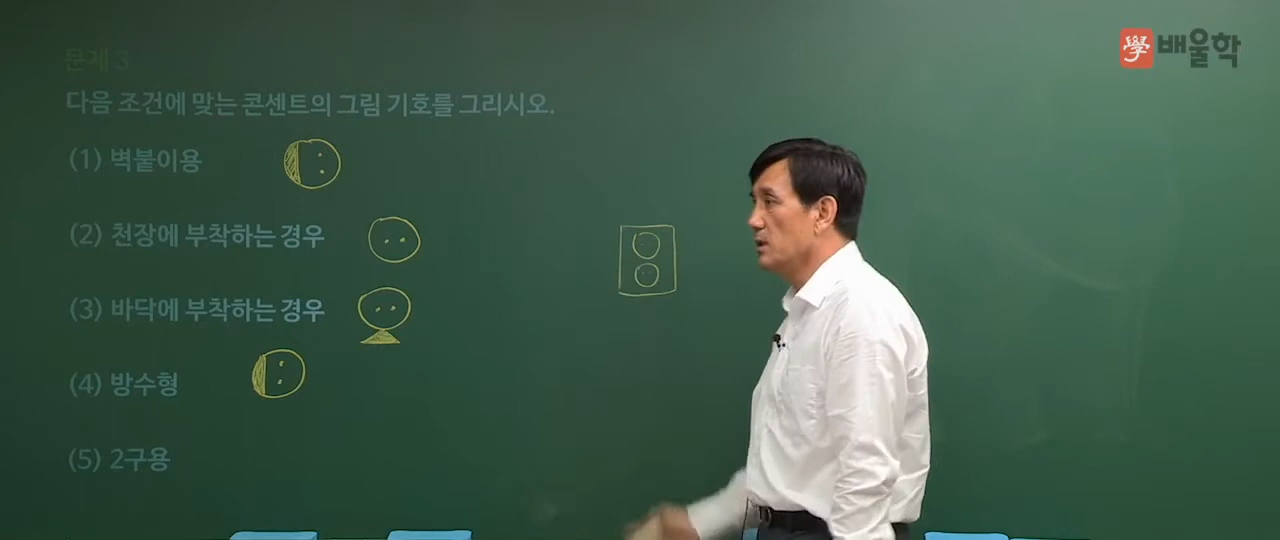 學 배울학
문제 3
다음 조건에 맞는 콘센트의 그림 기호를 그리시오.
(1) 벽붙이용
(2) 천장에 부착하는 경우
(3) 바닥에 부착하는 경우
(4) 방수형
(5) 2구용